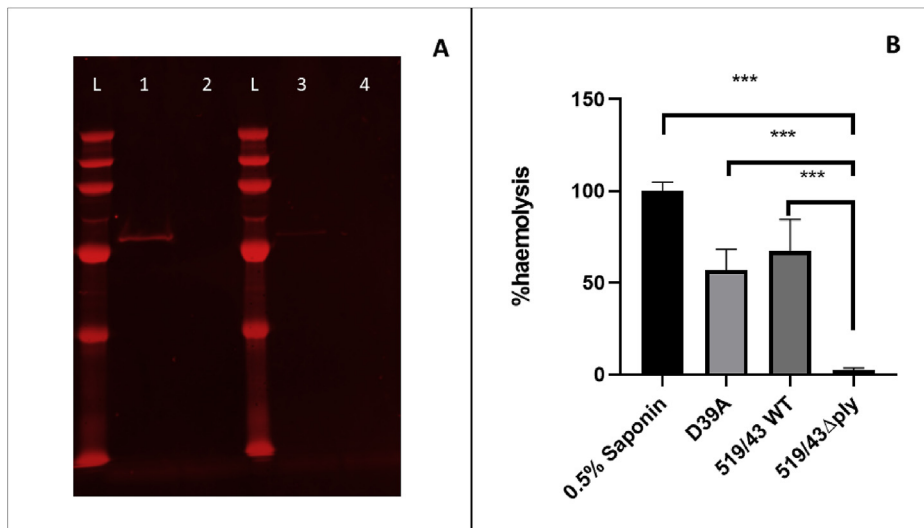 A
L 1 2 L 3 4
B
***
***
***
150
100
50
0
%haemolysis
0.5% Saponin
D39A
519/43 WT
519/43Δply